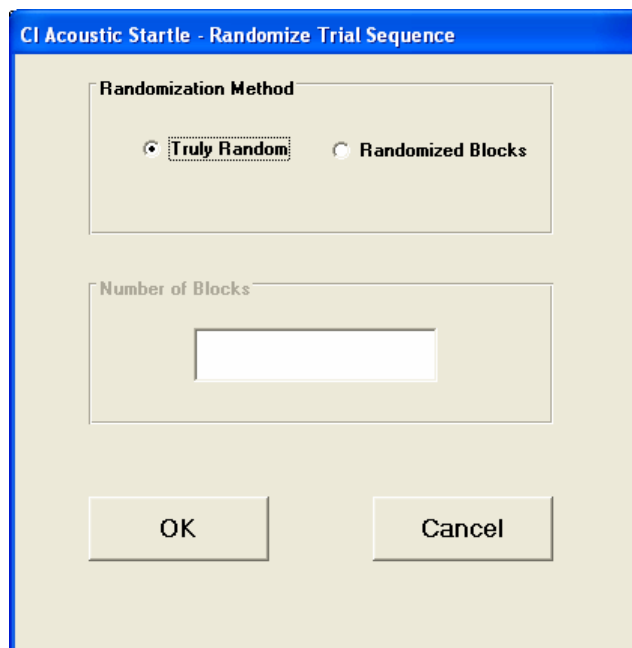 CI Acoustic Startle - Randomize Trial Sequence
Randomization Method
Truly Random Randomized Blocks
Number of Blocks
OK Cancel